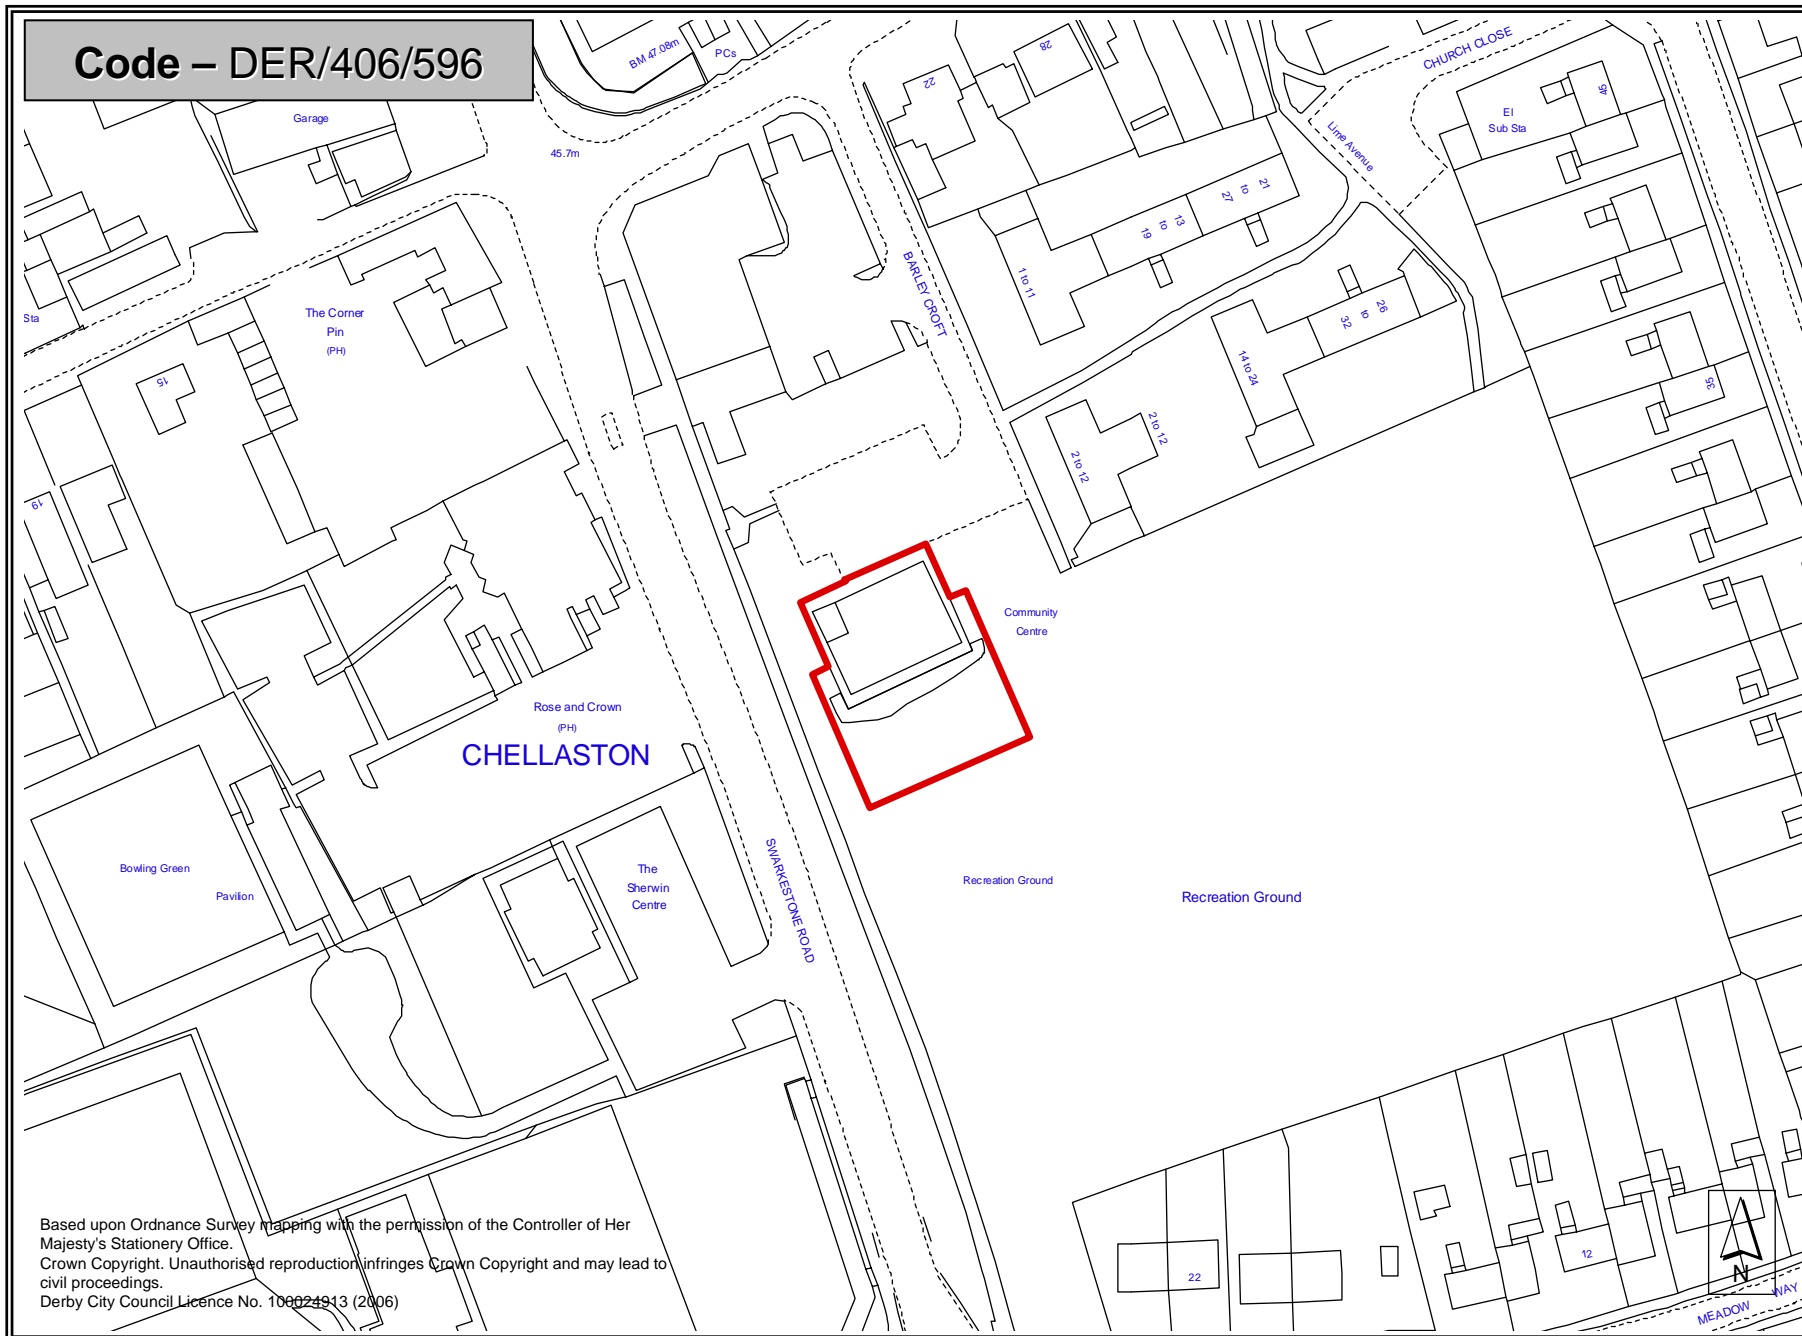 Code – DER/406/596
BM 47.08m
PCs
28
CHURCH CLOSE
22
Garage
45.7m
El
Sub Sta
45
Lime Avenue
21
to
27
13
to
19
1 to 11
BARLEY CROFT
Sta
The Corner
Pin
(PH)
15
26
to
32
14 to 24
35
2 to 12
2 to 12
19
Community
Centre
Rose and Crown
(PH)
CHELLASTON
SWARKESTONE ROAD
Bowling Green
Pavilion
The
Sherwin
Centre
Recreation Ground
Recreation Ground
22
12
MEADOW WAY
N
Based upon Ordnance Survey mapping with the permission of the Controller of Her
Majesty's Stationery Office.
Crown Copyright. Unauthorised reproduction infringes Crown Copyright and may lead to
civil proceedings.
Derby City Council Licence No. 100024913 (2006)